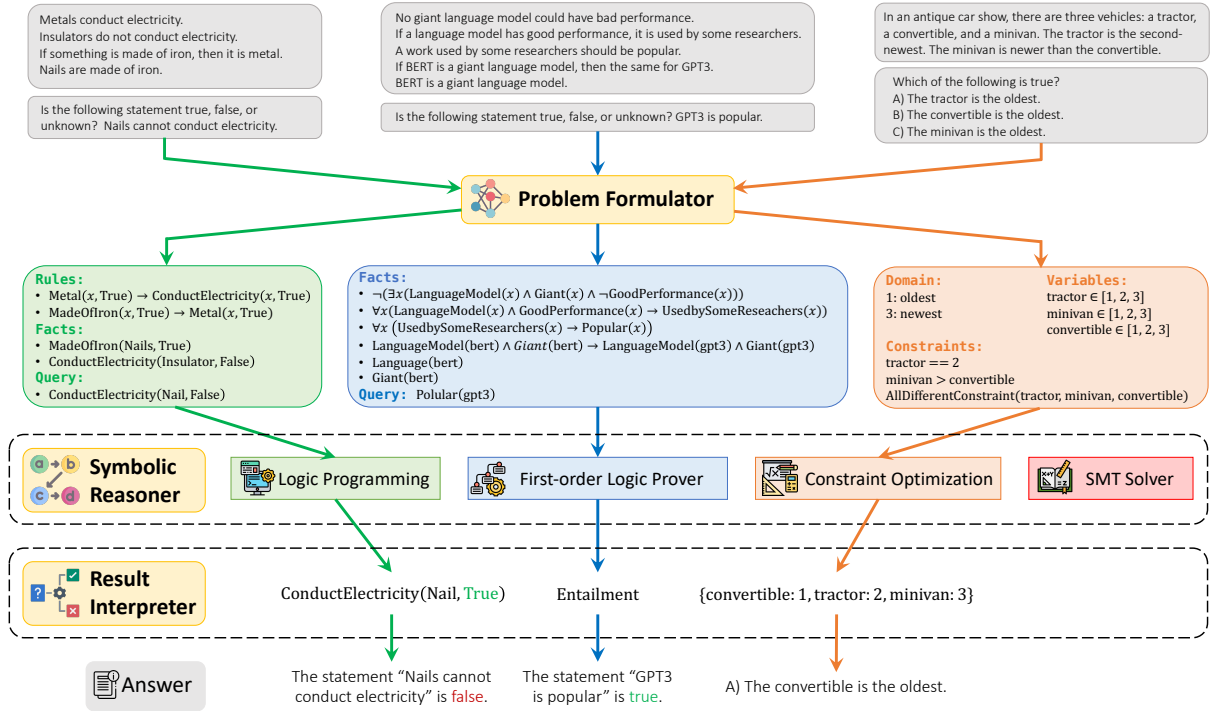 Metals conduct electricity.
Insulators do not conduct electricity.
If something is made of iron, then it is metal.
Nails are made of iron.
Is the following statement true, false, or
unknown? Nails cannot conduct electricity.
No giant language model could have bad performance.
If a language model has good performance, it is used by some researchers.
A work used by some researchers should be popular.
If BERT is a giant language model, then the same for GPT3.
BERT is a giant language model.
Is the following statement true, false, or unknown? GPT3 is popular.
In an antique car show, there are three vehicles: a tractor,
a convertible, and a minivan. The tractor is the second-
newest. The minivan is newer than the convertible.
Which of the following is true?
A) The tractor is the oldest.
B) The convertible is the oldest.
C) The minivan is the oldest.
Problem Formulator
Rules:
• Metal(x, True) → ConductElectricity(x, True)
• MadeOfIron(x, True) → Metal(x, True)
Facts:
• MadeOfIron(Nails, True)
• ConductElectricity(Insulator, False)
Query:
• ConductElectricity(Nail, False)
Facts:
• ¬(∃x(LanguageModel(x) ∧ Giant(x) ∧ ¬GoodPerformance(x)))
• ∀x(LanguageModel(x) ∧ GoodPerformance(x) → UsedbySomeReseachers(x))
• ∀x (UsedbySomeResearchers(x) → Popular(x))
• LanguageModel(bert) ∧ Giant(bert) → LanguageModel(gpt3) ∧ Giant(gpt3)
• Language(bert)
• Giant(bert)
Query: Polular(gpt3)
Domain:
1: oldest
3: newest
Variables:
tractor ∈ [1, 2, 3]
minivan ∈ [1, 2, 3]
convertible ∈ [1, 2, 3]
Constraints:
tractor == 2
minivan > convertible
AllDifferentConstraint(tractor, minivan, convertible)
a b
c d
Symbolic
Reasoner
Logic Programming
First-order Logic Prover
√x
Constraint Optimization
X+Y
SMT Solver
?
Result
Interpreter
ConductElectricity(Nail, True)
Entailment
{convertible: 1, tractor: 2, minivan: 3}
Answer
The statement “Nails cannot
conduct electricity” is false.
The statement “GPT3
is popular” is true.
A) The convertible is the oldest.